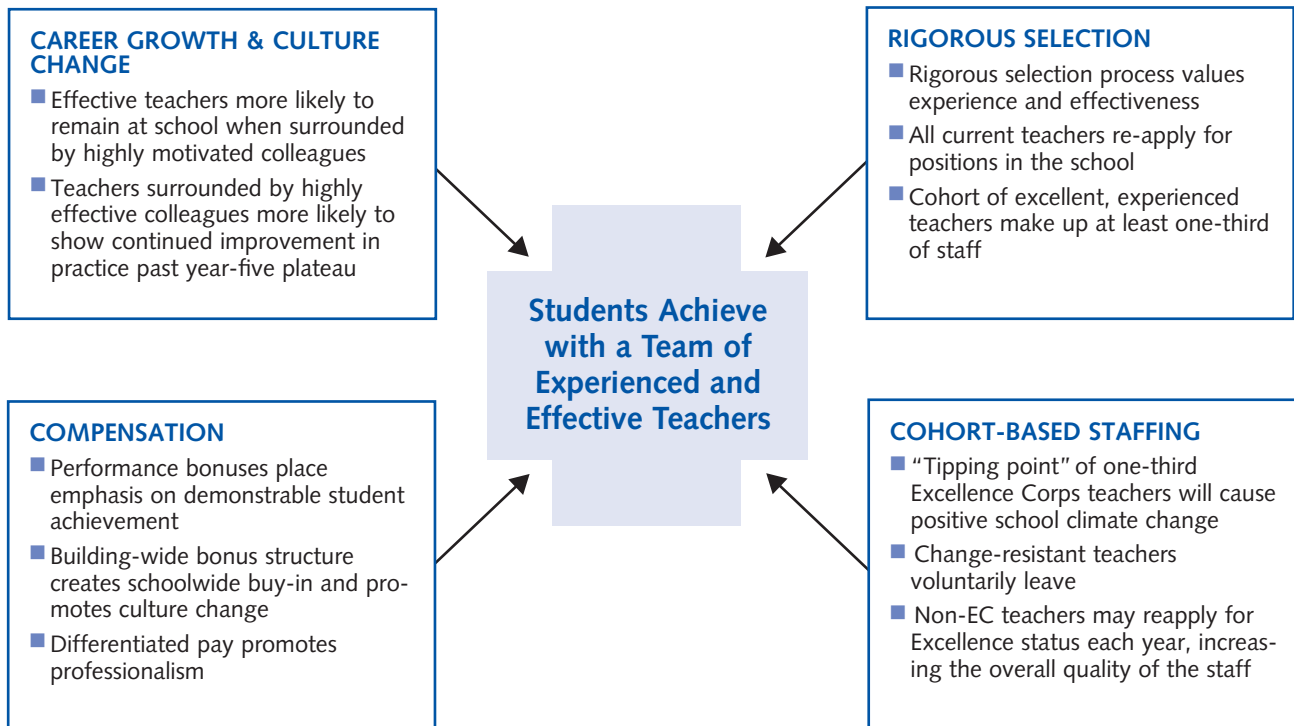 CAREER GROWTH & CULTURE
CHANGE
Effective teachers more likely to
remain at school when surrounded
by highly motivated colleagues
Teachers surrounded by highly
effective colleagues more likely to
show continued improvement in
practice past year-five plateau
RIGOROUS SELECTION
Rigorous selection process values
experience and effectiveness
All current teachers re-apply for
positions in the school
Cohort of excellent, experienced
teachers make up at least one-third
of staff
Students Achieve
with a Team of
Experienced and
Effective Teachers
COMPENSATION
Performance bonuses place
emphasis on demonstrable student
achievement
Building-wide bonus structure
creates schoolwide buy-in and pro-
motes culture change
Differentiated pay promotes
professionalism
COHORT-BASED STAFFING
“Tipping point” of one-third
Excellence Corps teachers will cause
positive school climate change
Change-resistant teachers
voluntarily leave
Non-EC teachers may reapply for
Excellence status each year, increas-
ing the overall quality of the staff